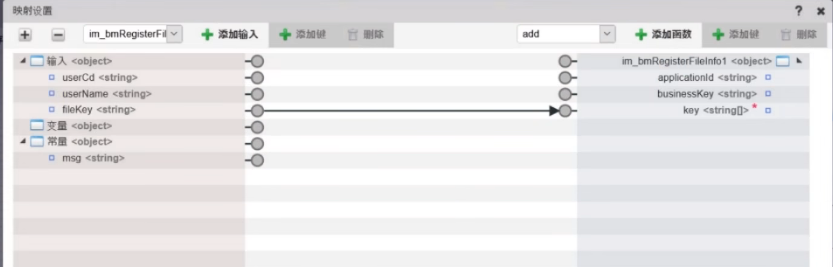 映射设置 ?
im_bmRegisterFil 添加输入 添加键 删除 add 添加函数 添加键 删除
输入 <object> im_bmRegisterFileInfo1 <object>
userCd <string> applicationId <string>
userName <string> businessKey <string>
fileKey <string> key <string[]> *
变量 <object>
常量 <object>
msg <string>